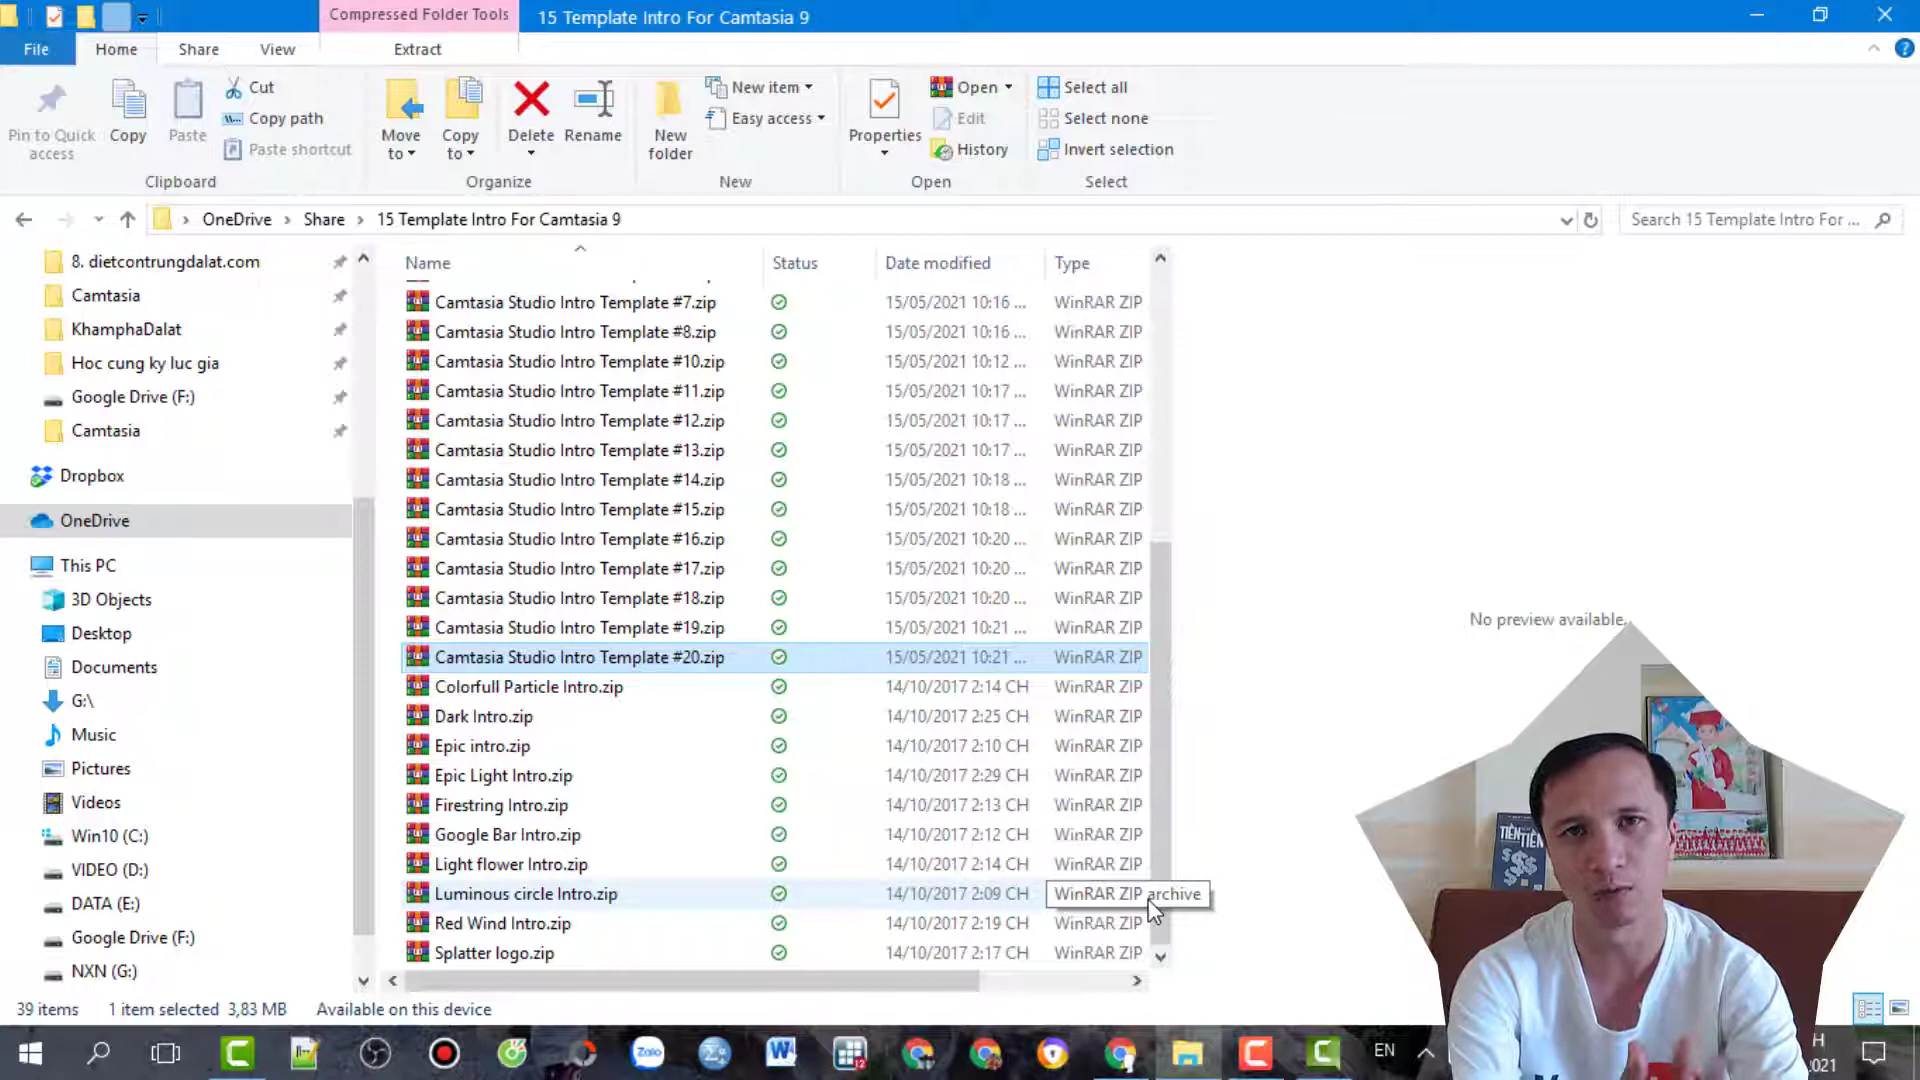 Compressed Folder Tools
15 Template Intro For Camtasia 9
File
Home
Share
View
Extract
Pin to Quick access
Copy
Paste
Cut
Copy path
Paste shortcut
Clipboard
Move to
Copy to
Delete
Rename
Organize
New folder
New item
Easy access
New
Properties
Open
Edit
History
Open
Select all
Select none
Invert selection
Select
OneDrive
Share
15 Template Intro For Camtasia 9
Search 15 Template Intro For ...
8. dietcontrungdalat.com
Camtasia
KhamphaDalat
Hoc cung ky luc gia
Google Drive (F:)
Camtasia
Dropbox
OneDrive
This PC
3D Objects
Desktop
Documents
G:\
Music
Pictures
Videos
Win10 (C:)
VIDEO (D:)
DATA (E:)
Google Drive (F:)
NXN (G:)
Name Status Date modified Type
Camtasia Studio Intro Template #7.zip 15/05/2021 10:16 ... WinRAR ZIP
Camtasia Studio Intro Template #8.zip 15/05/2021 10:16 ... WinRAR ZIP
Camtasia Studio Intro Template #10.zip 15/05/2021 10:12 ... WinRAR ZIP
Camtasia Studio Intro Template #11.zip 15/05/2021 10:17 ... WinRAR ZIP
Camtasia Studio Intro Template #12.zip 15/05/2021 10:17 ... WinRAR ZIP
Camtasia Studio Intro Template #13.zip 15/05/2021 10:17 ... WinRAR ZIP
Camtasia Studio Intro Template #14.zip 15/05/2021 10:18 ... WinRAR ZIP
Camtasia Studio Intro Template #15.zip 15/05/2021 10:18 ... WinRAR ZIP
Camtasia Studio Intro Template #16.zip 15/05/2021 10:20 ... WinRAR ZIP
Camtasia Studio Intro Template #17.zip 15/05/2021 10:20 ... WinRAR ZIP
Camtasia Studio Intro Template #18.zip 15/05/2021 10:20 ... WinRAR ZIP
Camtasia Studio Intro Template #19.zip 15/05/2021 10:21 ... WinRAR ZIP
Camtasia Studio Intro Template #20.zip 15/05/2021 10:21 ... WinRAR ZIP
Colorfull Particle Intro.zip 14/10/2017 2:14 CH WinRAR ZIP
Dark Intro.zip 14/10/2017 2:25 CH WinRAR ZIP
Epic intro.zip 14/10/2017 2:10 CH WinRAR ZIP
Epic Light Intro.zip 14/10/2017 2:29 CH WinRAR ZIP
Firestring Intro.zip 14/10/2017 2:13 CH WinRAR ZIP
Google Bar Intro.zip 14/10/2017 2:12 CH WinRAR ZIP
Light flower Intro.zip 14/10/2017 2:14 CH WinRAR ZIP
Luminous circle Intro.zip 14/10/2017 2:09 CH WinRAR ZIP archive
Red Wind Intro.zip 14/10/2017 2:19 CH WinRAR ZIP
Splatter logo.zip 14/10/2017 2:17 CH WinRAR ZIP
No preview available.
TIỀN
$$$
39 items 1 item selected 3,83 MB Available on this device
Zalo
EN
H
2021